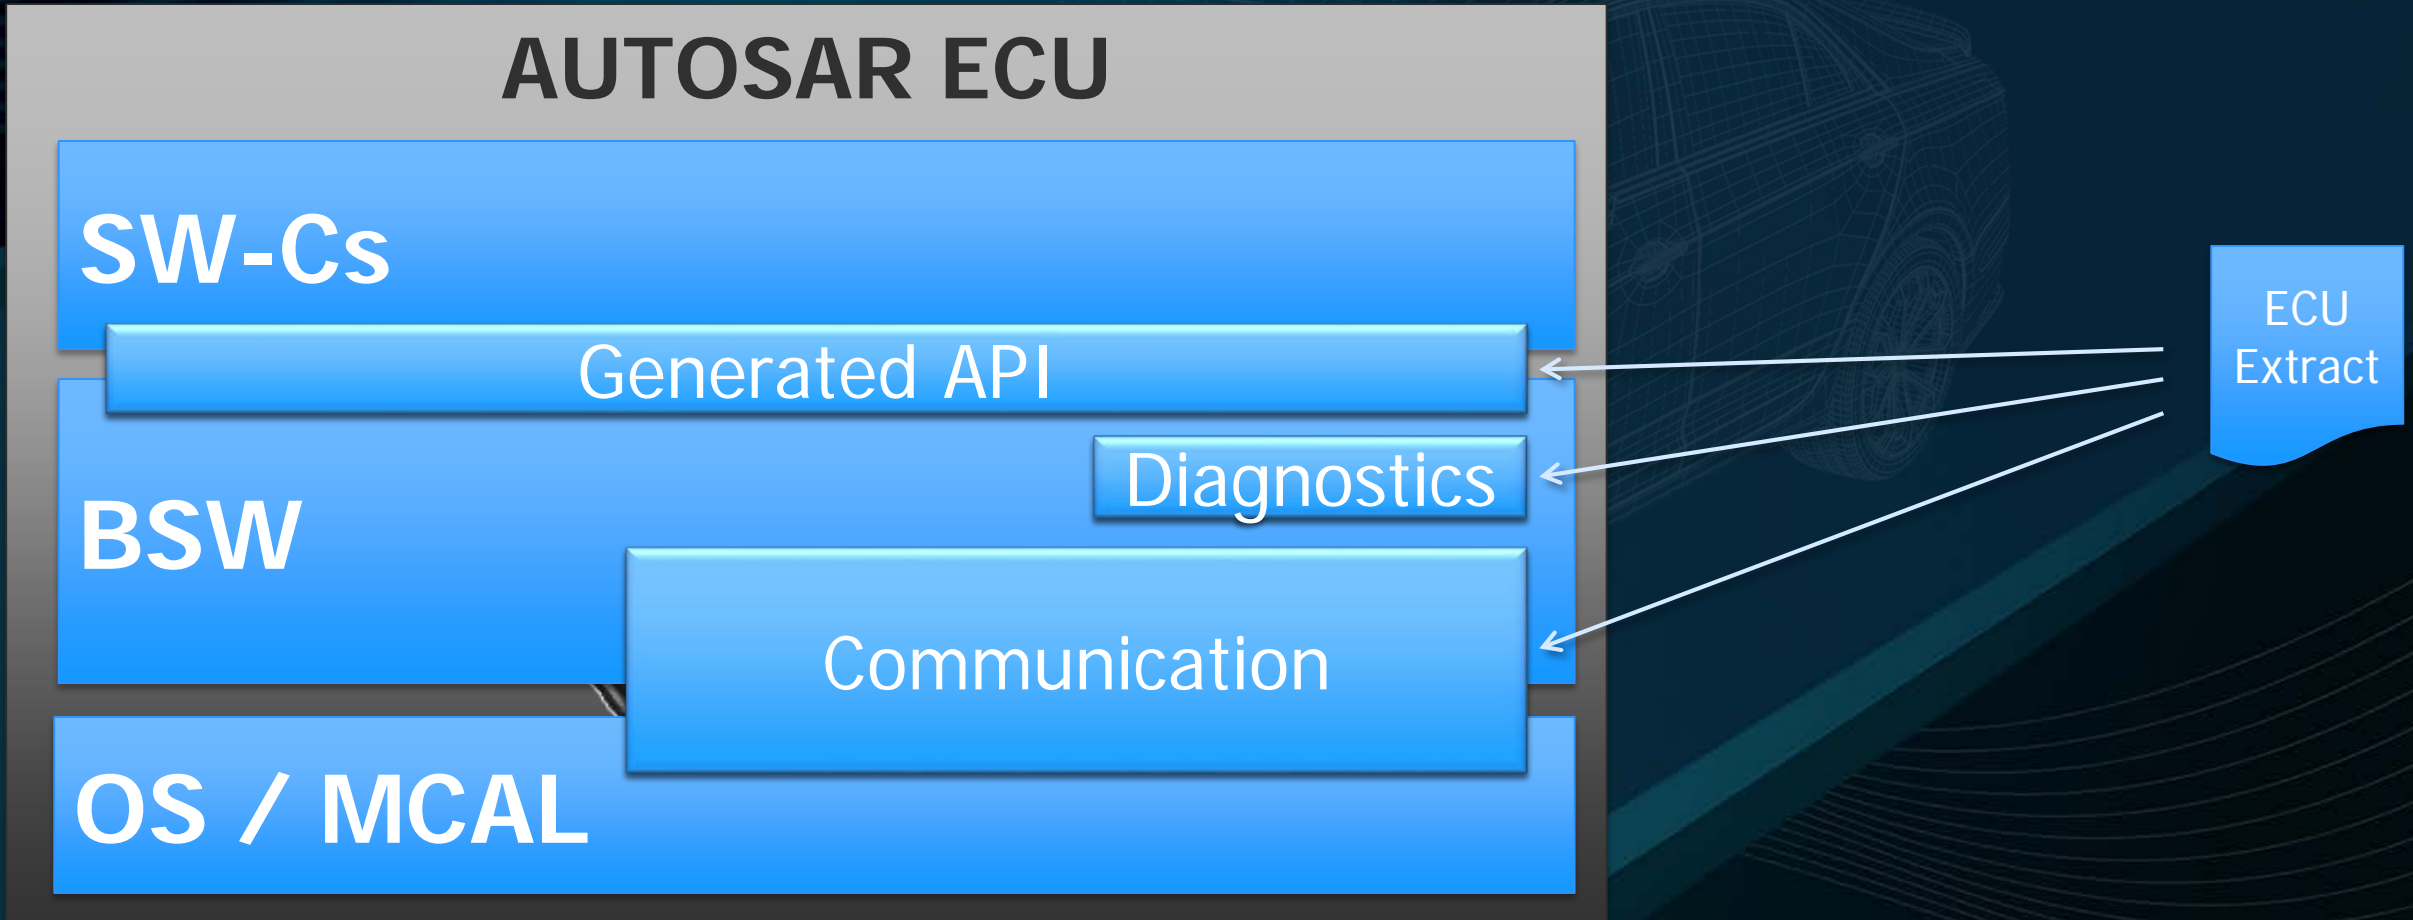 AUTOSAR ECU
SW-Cs
Generated API
BSW
Diagnostics
Communication
OS / MCAL
ECU
Extract